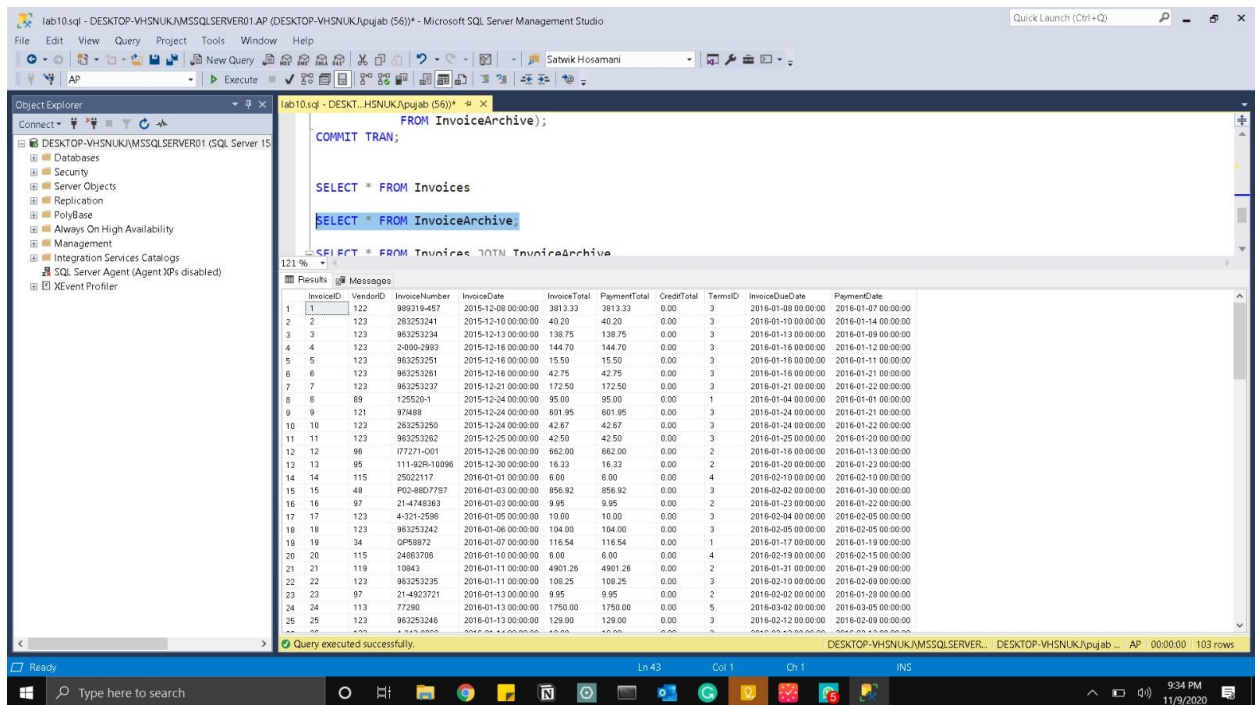 lab10.sql - DESKTOP-VHSNUKJ\MSSQLSERVER01.AP (DESKTOP-VHSNUKJ\pujab (56))* - Microsoft SQL Server Management Studio
Quick Launch (Ctrl+Q)
File Edit View Query Project Tools Window Help
New Query
Satwik Hosamani
AP
Execute
Object Explorer
lab10.sql - DESKT...HSNUKJ\pujab (56))*
Connect
DESKTOP-VHSNUKJ\MSSQLSERVER01 (SQL Server 15
Databases
Security
Server Objects
Replication
PolyBase
Always On High Availability
Management
Integration Services Catalogs
SQL Server Agent (Agent XPs disabled)
XEvent Profiler
FROM InvoiceArchive);
COMMIT TRAN;
SELECT * FROM Invoices
SELECT * FROM InvoiceArchive;
SELECT * FROM Invoices JOIN InvoiceArchive
121 %
Results Messages
InvoiceID VendorID InvoiceNumber InvoiceDate InvoiceTotal PaymentTotal CreditTotal TermsID InvoiceDueDate PaymentDate
1 1 122 989319-457 2015-12-08 00:00:00 3813.33 3813.33 0.00 3 2016-01-08 00:00:00 2016-01-07 00:00:00
2 2 123 263253241 2015-12-10 00:00:00 40.20 40.20 0.00 3 2016-01-10 00:00:00 2016-01-14 00:00:00
3 3 123 963253234 2015-12-13 00:00:00 138.75 138.75 0.00 3 2016-01-13 00:00:00 2016-01-09 00:00:00
4 4 123 2-000-2993 2015-12-16 00:00:00 144.70 144.70 0.00 3 2016-01-16 00:00:00 2016-01-12 00:00:00
5 5 123 963253251 2015-12-16 00:00:00 15.50 15.50 0.00 3 2016-01-16 00:00:00 2016-01-11 00:00:00
6 6 123 963253261 2015-12-16 00:00:00 42.75 42.75 0.00 3 2016-01-16 00:00:00 2016-01-21 00:00:00
7 7 123 963253237 2015-12-21 00:00:00 172.50 172.50 0.00 3 2016-01-21 00:00:00 2016-01-22 00:00:00
8 8 89 125520-1 2015-12-24 00:00:00 95.00 95.00 0.00 1 2016-01-04 00:00:00 2016-01-01 00:00:00
9 9 121 97/488 2015-12-24 00:00:00 601.95 601.95 0.00 3 2016-01-24 00:00:00 2016-01-21 00:00:00
10 10 123 263253250 2015-12-24 00:00:00 42.67 42.67 0.00 3 2016-01-24 00:00:00 2016-01-22 00:00:00
11 11 123 963253262 2015-12-25 00:00:00 42.50 42.50 0.00 3 2016-01-25 00:00:00 2016-01-20 00:00:00
12 12 96 I77271-O01 2015-12-26 00:00:00 662.00 662.00 0.00 2 2016-01-16 00:00:00 2016-01-13 00:00:00
13 13 95 111-92R-10096 2015-12-30 00:00:00 16.33 16.33 0.00 2 2016-01-20 00:00:00 2016-01-23 00:00:00
14 14 115 25022117 2016-01-01 00:00:00 6.00 6.00 0.00 4 2016-02-10 00:00:00 2016-02-10 00:00:00
15 15 48 P02-88D77S7 2016-01-03 00:00:00 856.92 856.92 0.00 3 2016-02-02 00:00:00 2016-01-30 00:00:00
16 16 97 21-4748363 2016-01-03 00:00:00 9.95 9.95 0.00 2 2016-01-23 00:00:00 2016-01-22 00:00:00
17 17 123 4-321-2596 2016-01-05 00:00:00 10.00 10.00 0.00 3 2016-02-04 00:00:00 2016-02-05 00:00:00
18 18 123 963253242 2016-01-06 00:00:00 104.00 104.00 0.00 3 2016-02-05 00:00:00 2016-02-05 00:00:00
19 19 34 QP58872 2016-01-07 00:00:00 116.54 116.54 0.00 1 2016-01-17 00:00:00 2016-01-19 00:00:00
20 20 115 24863706 2016-01-10 00:00:00 6.00 6.00 0.00 4 2016-02-19 00:00:00 2016-02-15 00:00:00
21 21 119 10843 2016-01-11 00:00:00 4901.26 4901.26 0.00 2 2016-01-31 00:00:00 2016-01-29 00:00:00
22 22 123 963253235 2016-01-11 00:00:00 108.25 108.25 0.00 3 2016-02-10 00:00:00 2016-02-09 00:00:00
23 23 97 21-4923721 2016-01-13 00:00:00 9.95 9.95 0.00 2 2016-02-02 00:00:00 2016-01-28 00:00:00
24 24 113 77290 2016-01-13 00:00:00 1750.00 1750.00 0.00 5 2016-03-02 00:00:00 2016-03-05 00:00:00
25 25 123 963253246 2016-01-13 00:00:00 129.00 129.00 0.00 3 2016-02-12 00:00:00 2016-02-09 00:00:00
Query executed successfully.
DESKTOP-VHSNUKJ\MSSQLSERVER... DESKTOP-VHSNUKJ\pujab ... AP 00:00:00 103 rows
Ready
Ln 43 Col 1 Ch 1 INS
Type here to search
9:34 PM
11/9/2020